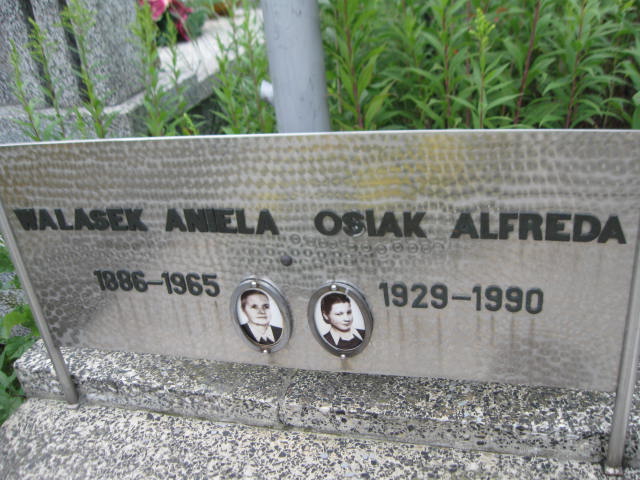 WALASEK ANIELA OSIAK ALFREDA
1886-1965 1929-1990